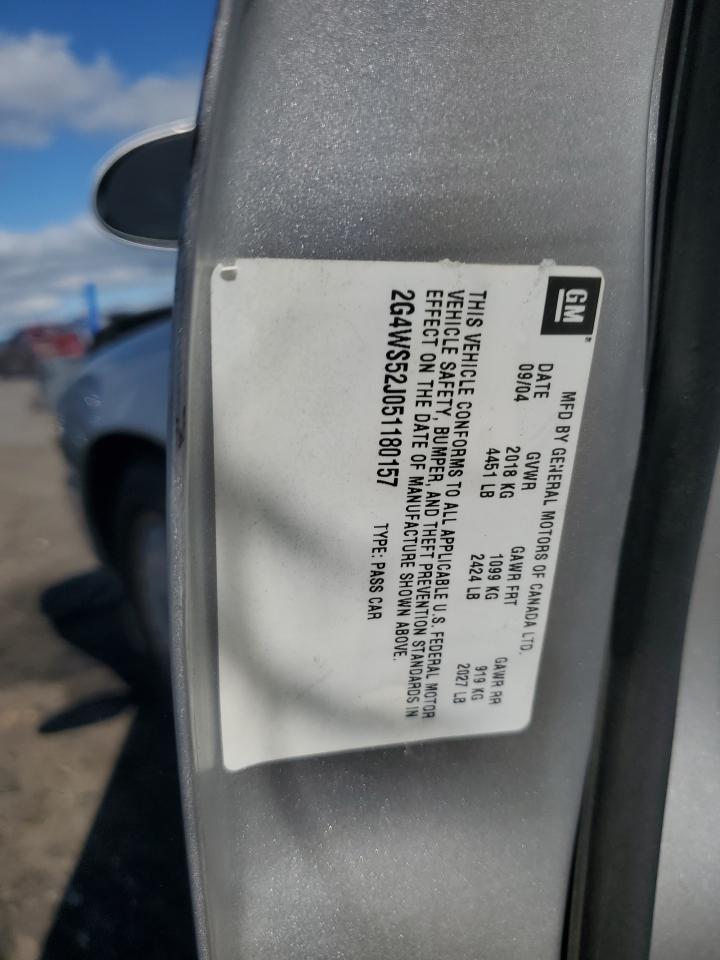 GM
MFD BY GENERAL MOTORS OF CANADA LTD.
DATE GVWR GAWR FRT GAWR RR
09/04 2018 KG 1099 KG 919 KG
4451 LB 2424 LB 2027 LB
THIS VEHICLE CONFORMS TO ALL APPLICABLE U.S. FEDERAL MOTOR
VEHICLE SAFETY, BUMPER, AND THEFT PREVENTION STANDARDS IN
EFFECT ON THE DATE OF MANUFACTURE SHOWN ABOVE.
2G4WS52J051180157 TYPE: PASS CAR